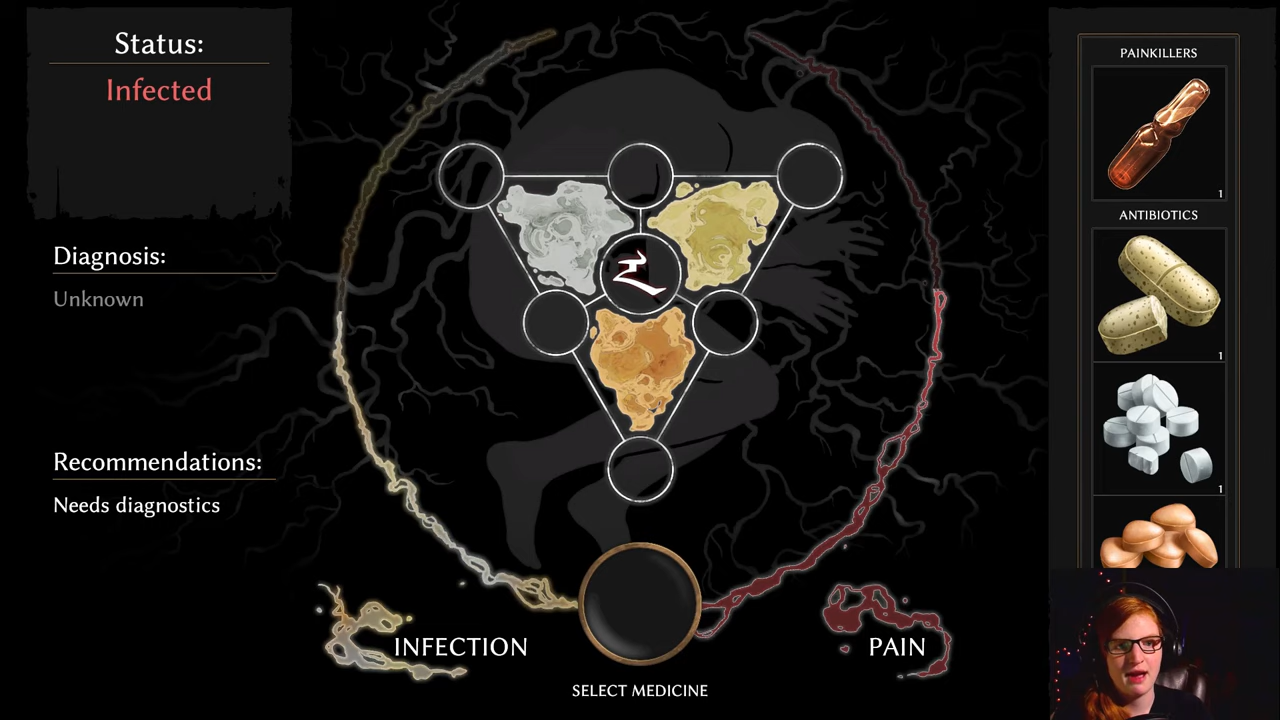 Status:
Infected
Diagnosis:
Unknown
Recommendations:
Needs diagnostics
INFECTION
PAIN
SELECT MEDICINE
PAINKILLERS
1
ANTIBIOTICS
1
1